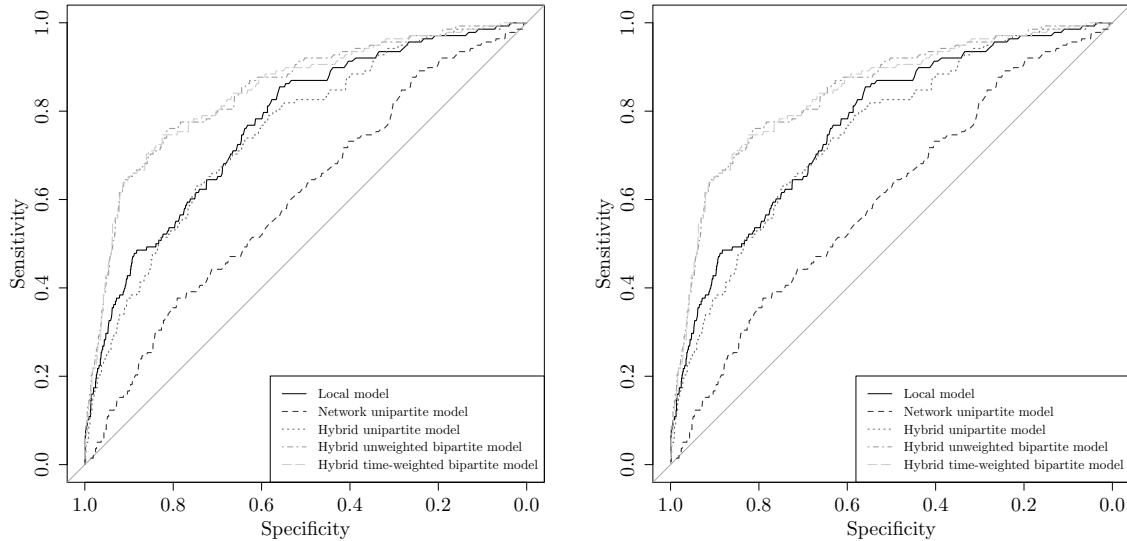 Sensitivity
1.0
0.8
0.6
0.4
0.2
0.0
Local model
Network unipartite model
Hybrid unipartite model
Hybrid unweighted bipartite model
Hybrid time-weighted bipartite model
1.0 0.8 0.6 0.4 0.2 0.0
Specificity
Sensitivity
1.0
0.8
0.6
0.4
0.2
0.0
Local model
Network unipartite model
Hybrid unipartite model
Hybrid unweighted bipartite model
Hybrid time-weighted bipartite model
1.0 0.8 0.6 0.4 0.2 0.0
Specificity